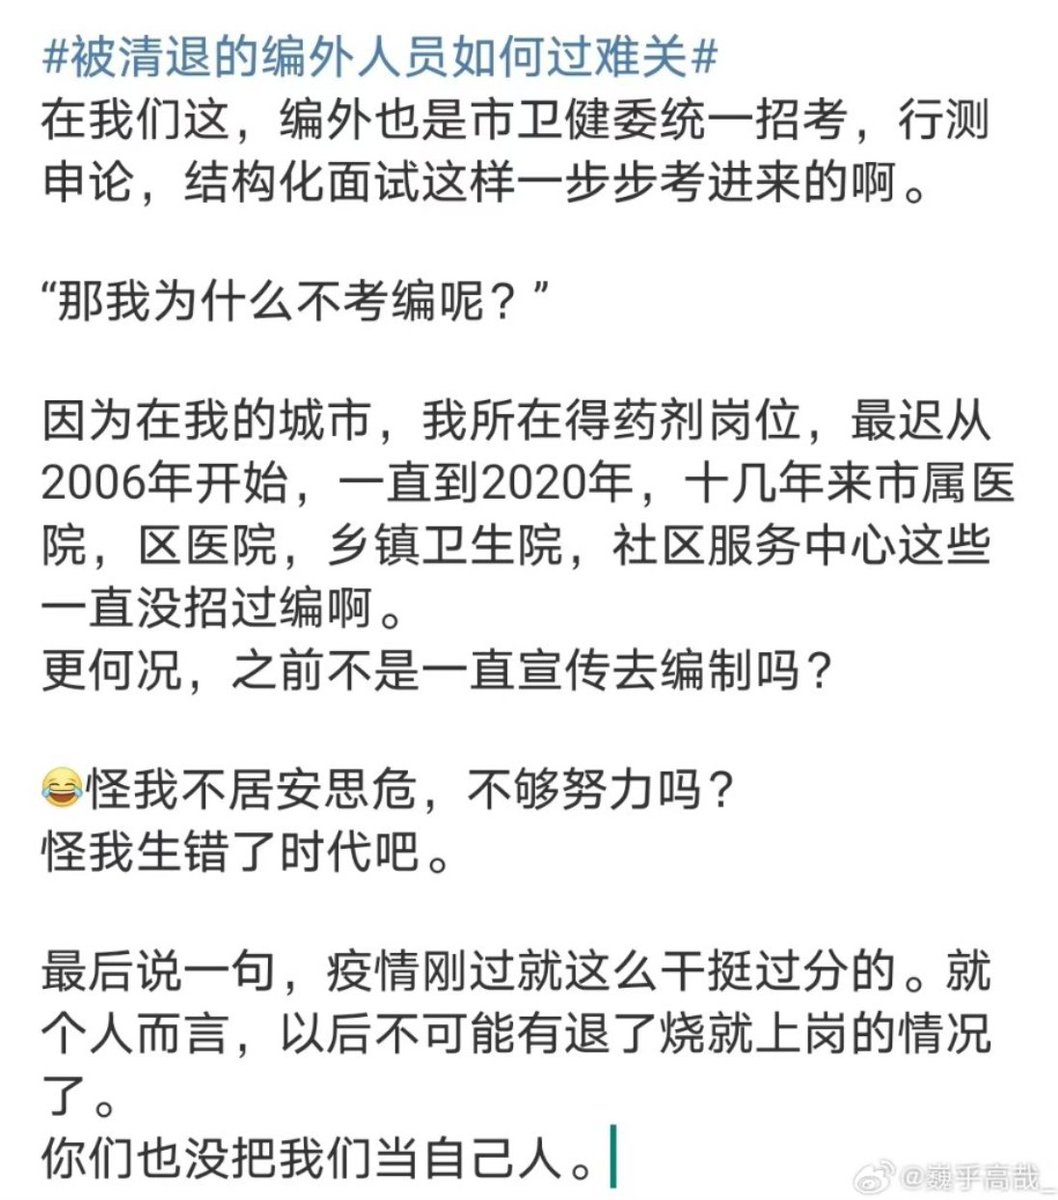 #被清退的编外人员如何过难关#
在我们这，编外也是市卫健委统一招考，行测
申论，结构化面试这样一步步考进来的啊。
“那我为什么不考编呢？”
因为在我的城市，我所在得药剂岗位，最迟从
2006年开始，一直到2020年，十几年来市属医
院，区医院，乡镇卫生院，社区服务中心这些
一直没招过编啊。
更何况，之前不是一直宣传去编制吗？
😂怪我不居安思危，不够努力吗？
怪我生错了时代吧。
最后说一句，疫情刚过就这么干挺过分的。就
个人而言，以后不可能有退了烧就上岗的情况
了。
你们也没把我们当自己人。
@巍乎高哉_